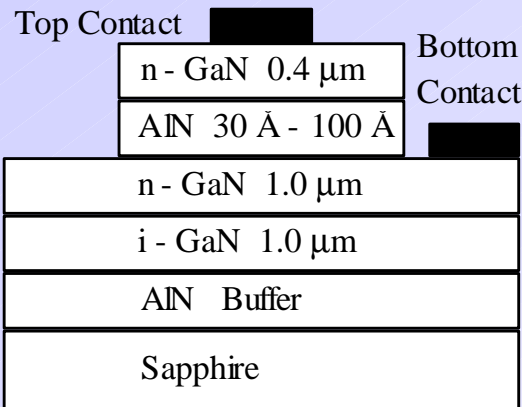 Top Contact
Bottom
Contact
n - GaN 0.4 μm
AlN 30 Å - 100 Å
n - GaN 1.0 μm
i - GaN 1.0 μm
AlN Buffer
Sapphire